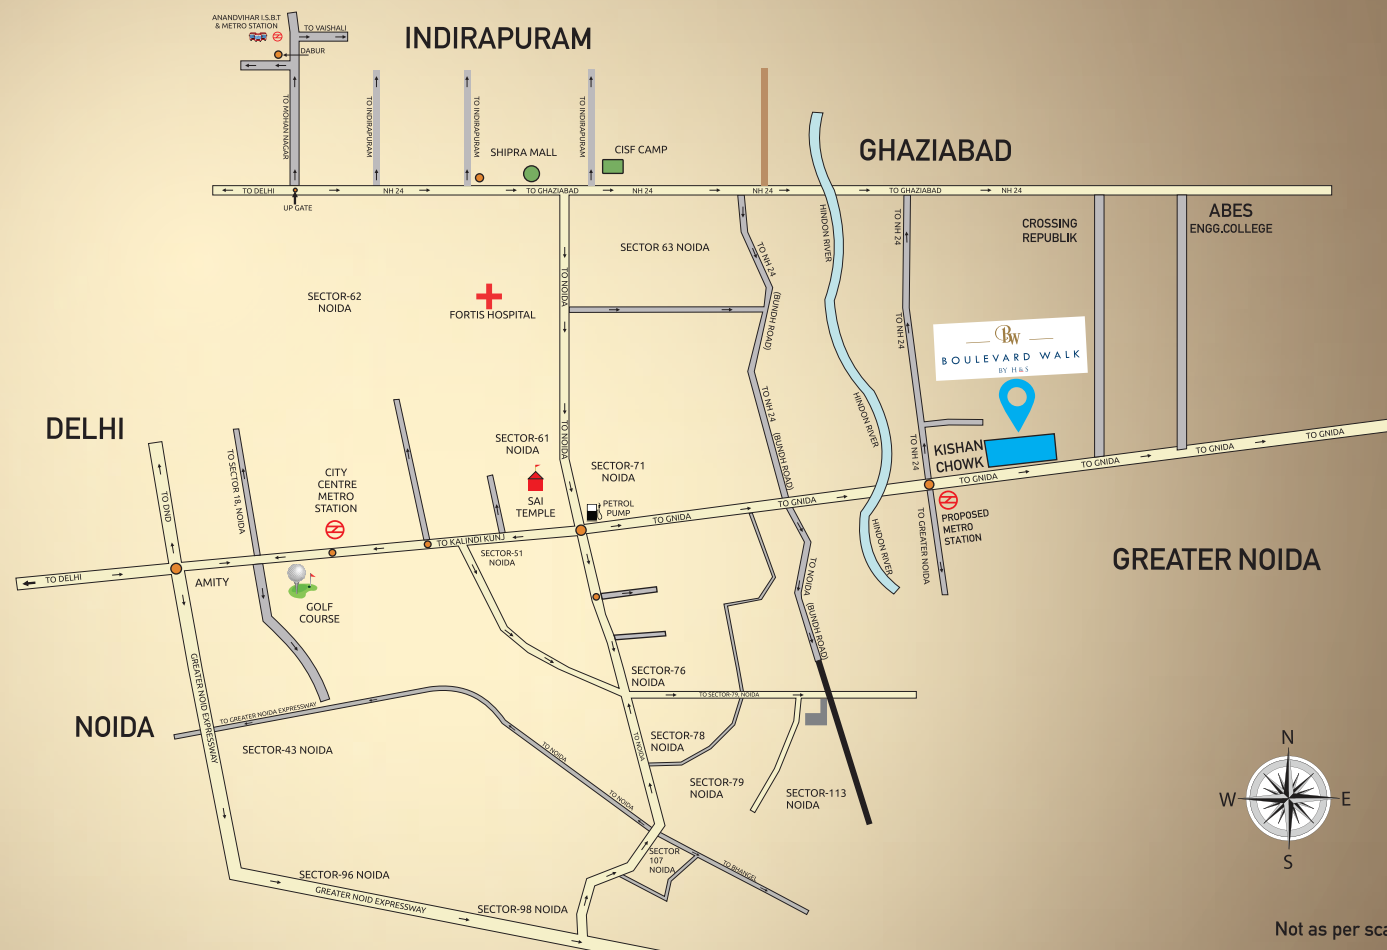 ANANDVIHAR I.S.B.T
& METRO STATION
TO VAISHALI
DABUR
INDIRAPURAM
TO MOHAN NAGAR
TO INDIRAPURAM
TO INDIRAPURAM
TO INDIRAPURAM
SHIPRA MALL
CISF CAMP
GHAZIABAD
TO DELHI
NH 24
TO GHAZIABAD
NH 24
NH 24
TO GHAZIABAD
NH 24
UP GATE
CROSSING
REPUBLIK
ABES
ENGG.COLLEGE
SECTOR 63 NOIDA
HINDON RIVER
TO NH 24
TO NH 24
SECTOR-62
NOIDA
FORTIS HOSPITAL
TO NOIDA
(BUNDH ROAD)
TO NH 24
BW
BOULEVARD WALK
BY H&S
DELHI
TO SECTOR 18, NOIDA
TO DND
CITY
CENTRE
METRO
STATION
SECTOR-61
NOIDA
TO NOIDA
SAI
TEMPLE
SECTOR-71
NOIDA
PETROL
PUMP
TO NH 24
(BUNDH ROAD)
HINDON RIVER
TO NH 24
KISHAN
CHOWK
TO GNIDA
TO GNIDA
TO GNIDA
TO GNIDA
TO GNIDA
TO GNIDA
PROPOSED
METRO
STATION
TO GREATER NOIDA
HINDON RIVER
TO KALINDI KUNJ
SECTOR-51
NOIDA
TO DELHI
AMITY
GOLF
COURSE
TO NOIDA
(BUNDH ROAD)
GREATER NOIDA
GREATER NOID EXPRESSWAY
SECTOR-76
NOIDA
TO SECTOR-79, NOIDA
TO GREATER NOIDA EXPRESSWAY
NOIDA
SECTOR-43 NOIDA
TO NOIDA
TO NOIDA
TO NOIDA
SECTOR-78
NOIDA
SECTOR-79
NOIDA
SECTOR-113
NOIDA
N
W
E
S
SECTOR
107
NOIDA
TO BHANGEL
SECTOR-96 NOIDA
GREATER NOID EXPRESSWAY
SECTOR-98 NOIDA
Not as per sca